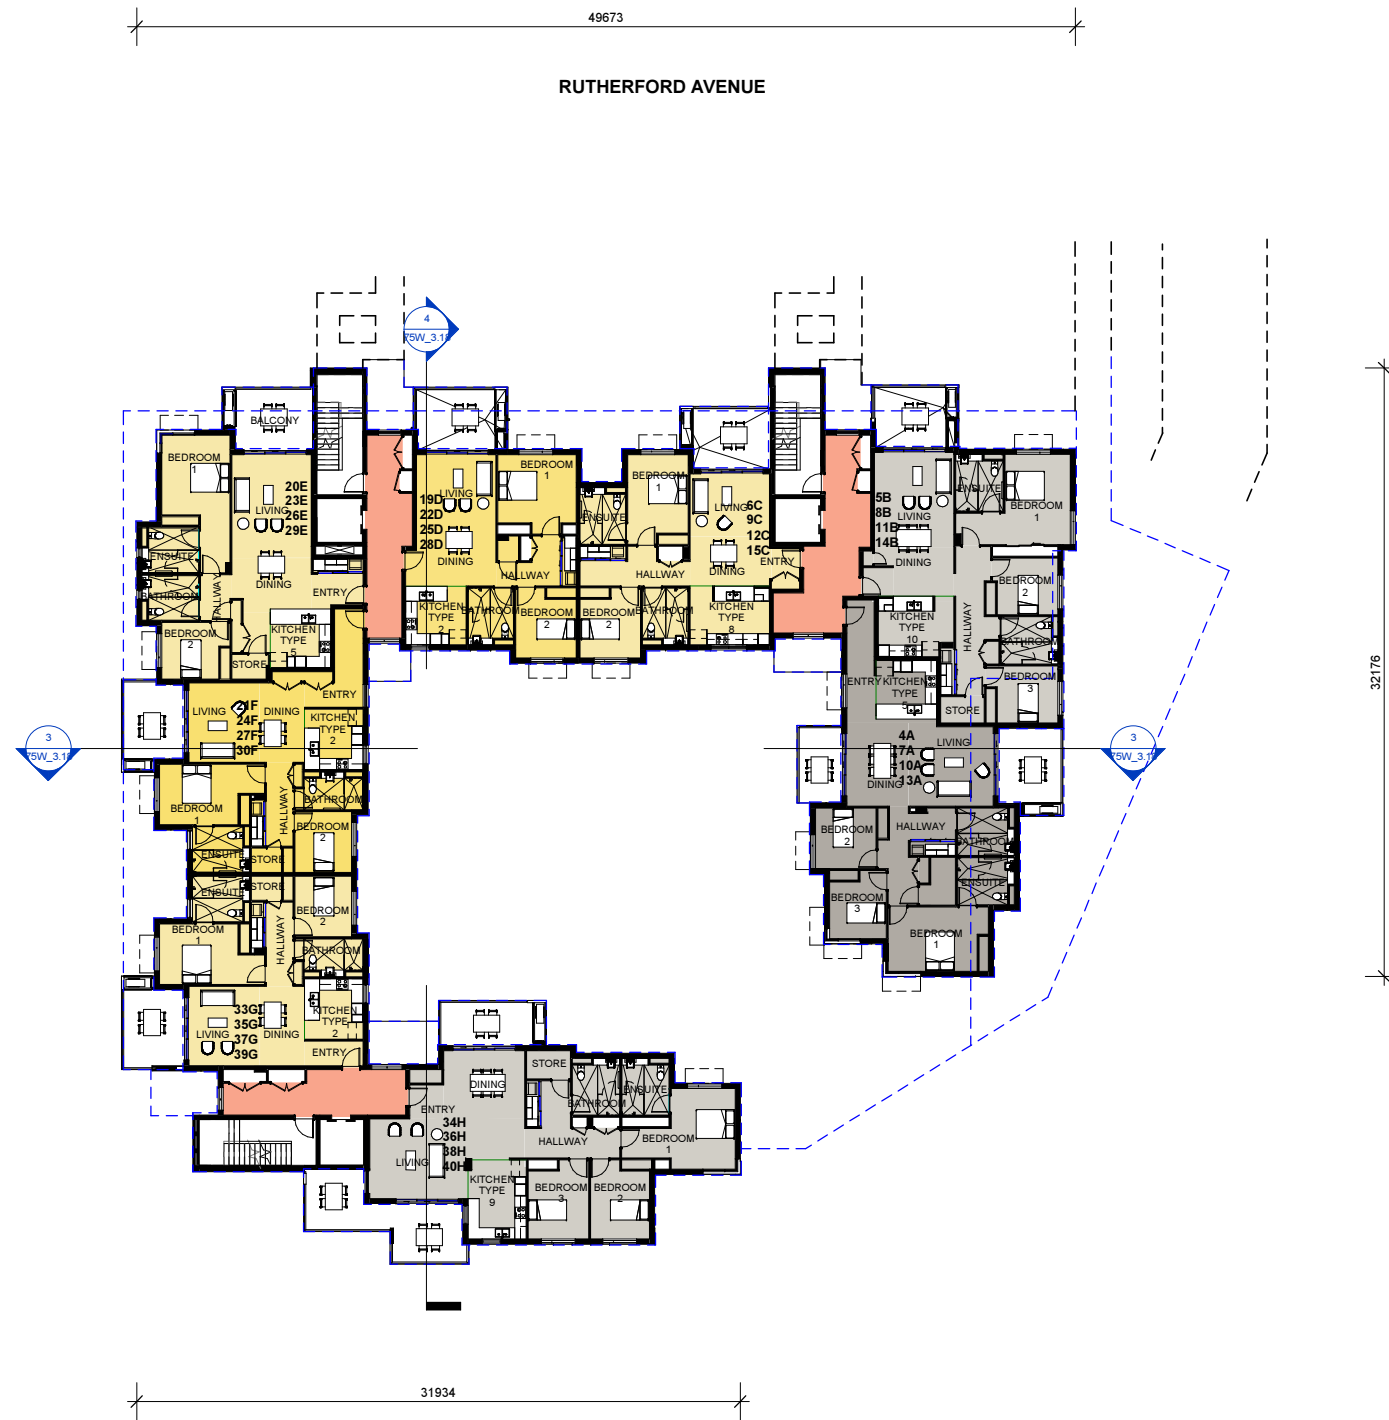 49673
RUTHERFORD AVENUE
4
BALCONY
BEDROOM
1
20E
23E
26E
29E
LIVING
DINING
ENSUITE
BATHROOM
HALLWAY
ENTRY
BEDROOM
2
KITCHEN
TYPE
5
STORE
19D
22D
25D
28D
LIVING
DINING
BEDROOM
1
HALLWAY
KITCHEN
TYPE
2
BATHROOM
BEDROOM
2
ENSUITE
BEDROOM
1
LIVING
6C
9C
12C
15C
DINING
ENTRY
HALLWAY
BEDROOM
2
BATHROOM
KITCHEN
TYPE
8
5B
8B
11B
14B
LIVING
DINING
ENSUITE
BEDROOM
1
BEDROOM
2
HALLWAY
BATHROOM
KITCHEN
TYPE
10
BEDROOM
3
STORE
32176
ENTRY
KITCHEN
TYPE
5
4A
7A
10A
13A
LIVING
DINING
HALLWAY
BEDROOM
2
BATHROOM
ENSUITE
BEDROOM
3
BEDROOM
1
3
3
ENTRY
LIVING
21F
24F
27F
30F
DINING
KITCHEN
TYPE
2
BEDROOM
1
HALLWAY
BATHROOM
BEDROOM
2
ENSUITE
STORE
ENSUITE
STORE
BEDROOM
2
BEDROOM
1
HALLWAY
BATHROOM
33G
35G
37G
39G
LIVING
DINING
KITCHEN
TYPE
2
ENTRY
DINING
STORE
ENTRY
34H
36H
38H
40H
LIVING
BATHROOM
ENSUITE
HALLWAY
BEDROOM
1
KITCHEN
TYPE
9
BEDROOM
3
BEDROOM
2
31934